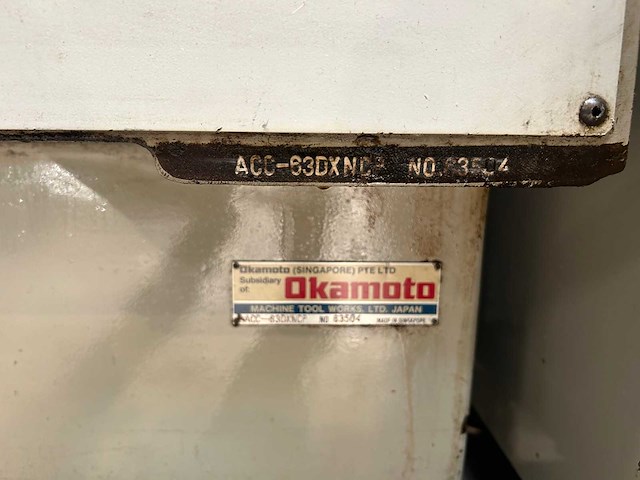 ACC-63DXNCP NO.63504
Okamoto (SINGAPORE) PTE LTD
Subsidiary of: Okamoto
MACHINE TOOL WORKS, LTD. JAPAN
ACC-63DXNCP NO 63504 MADE IN SINGAPORE